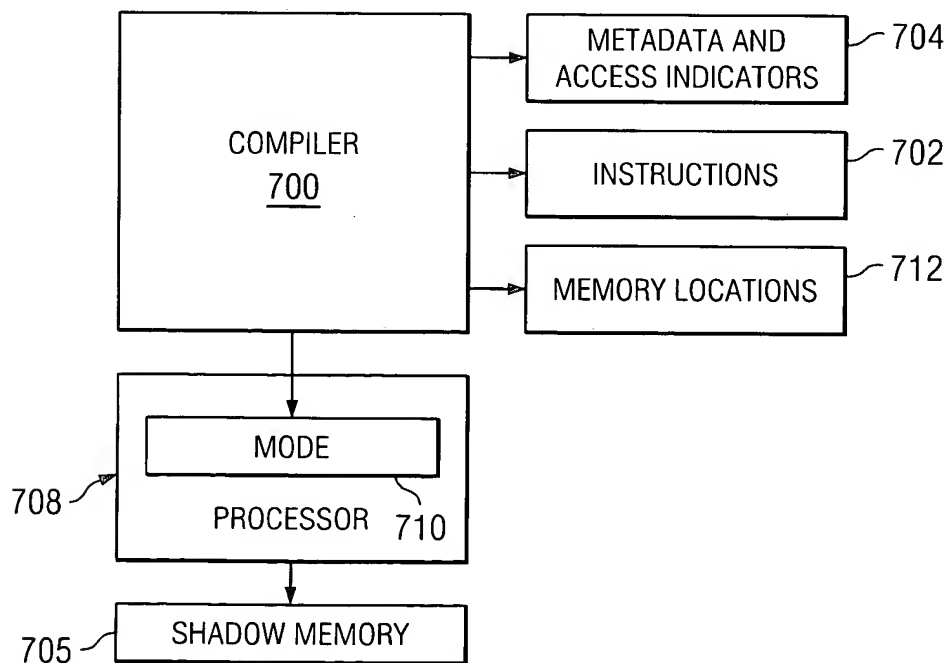 COMPILER
700
METADATA AND
ACCESS INDICATORS
704
INSTRUCTIONS
702
MEMORY LOCATIONS
712
MODE
710
PROCESSOR
708
SHADOW MEMORY
705